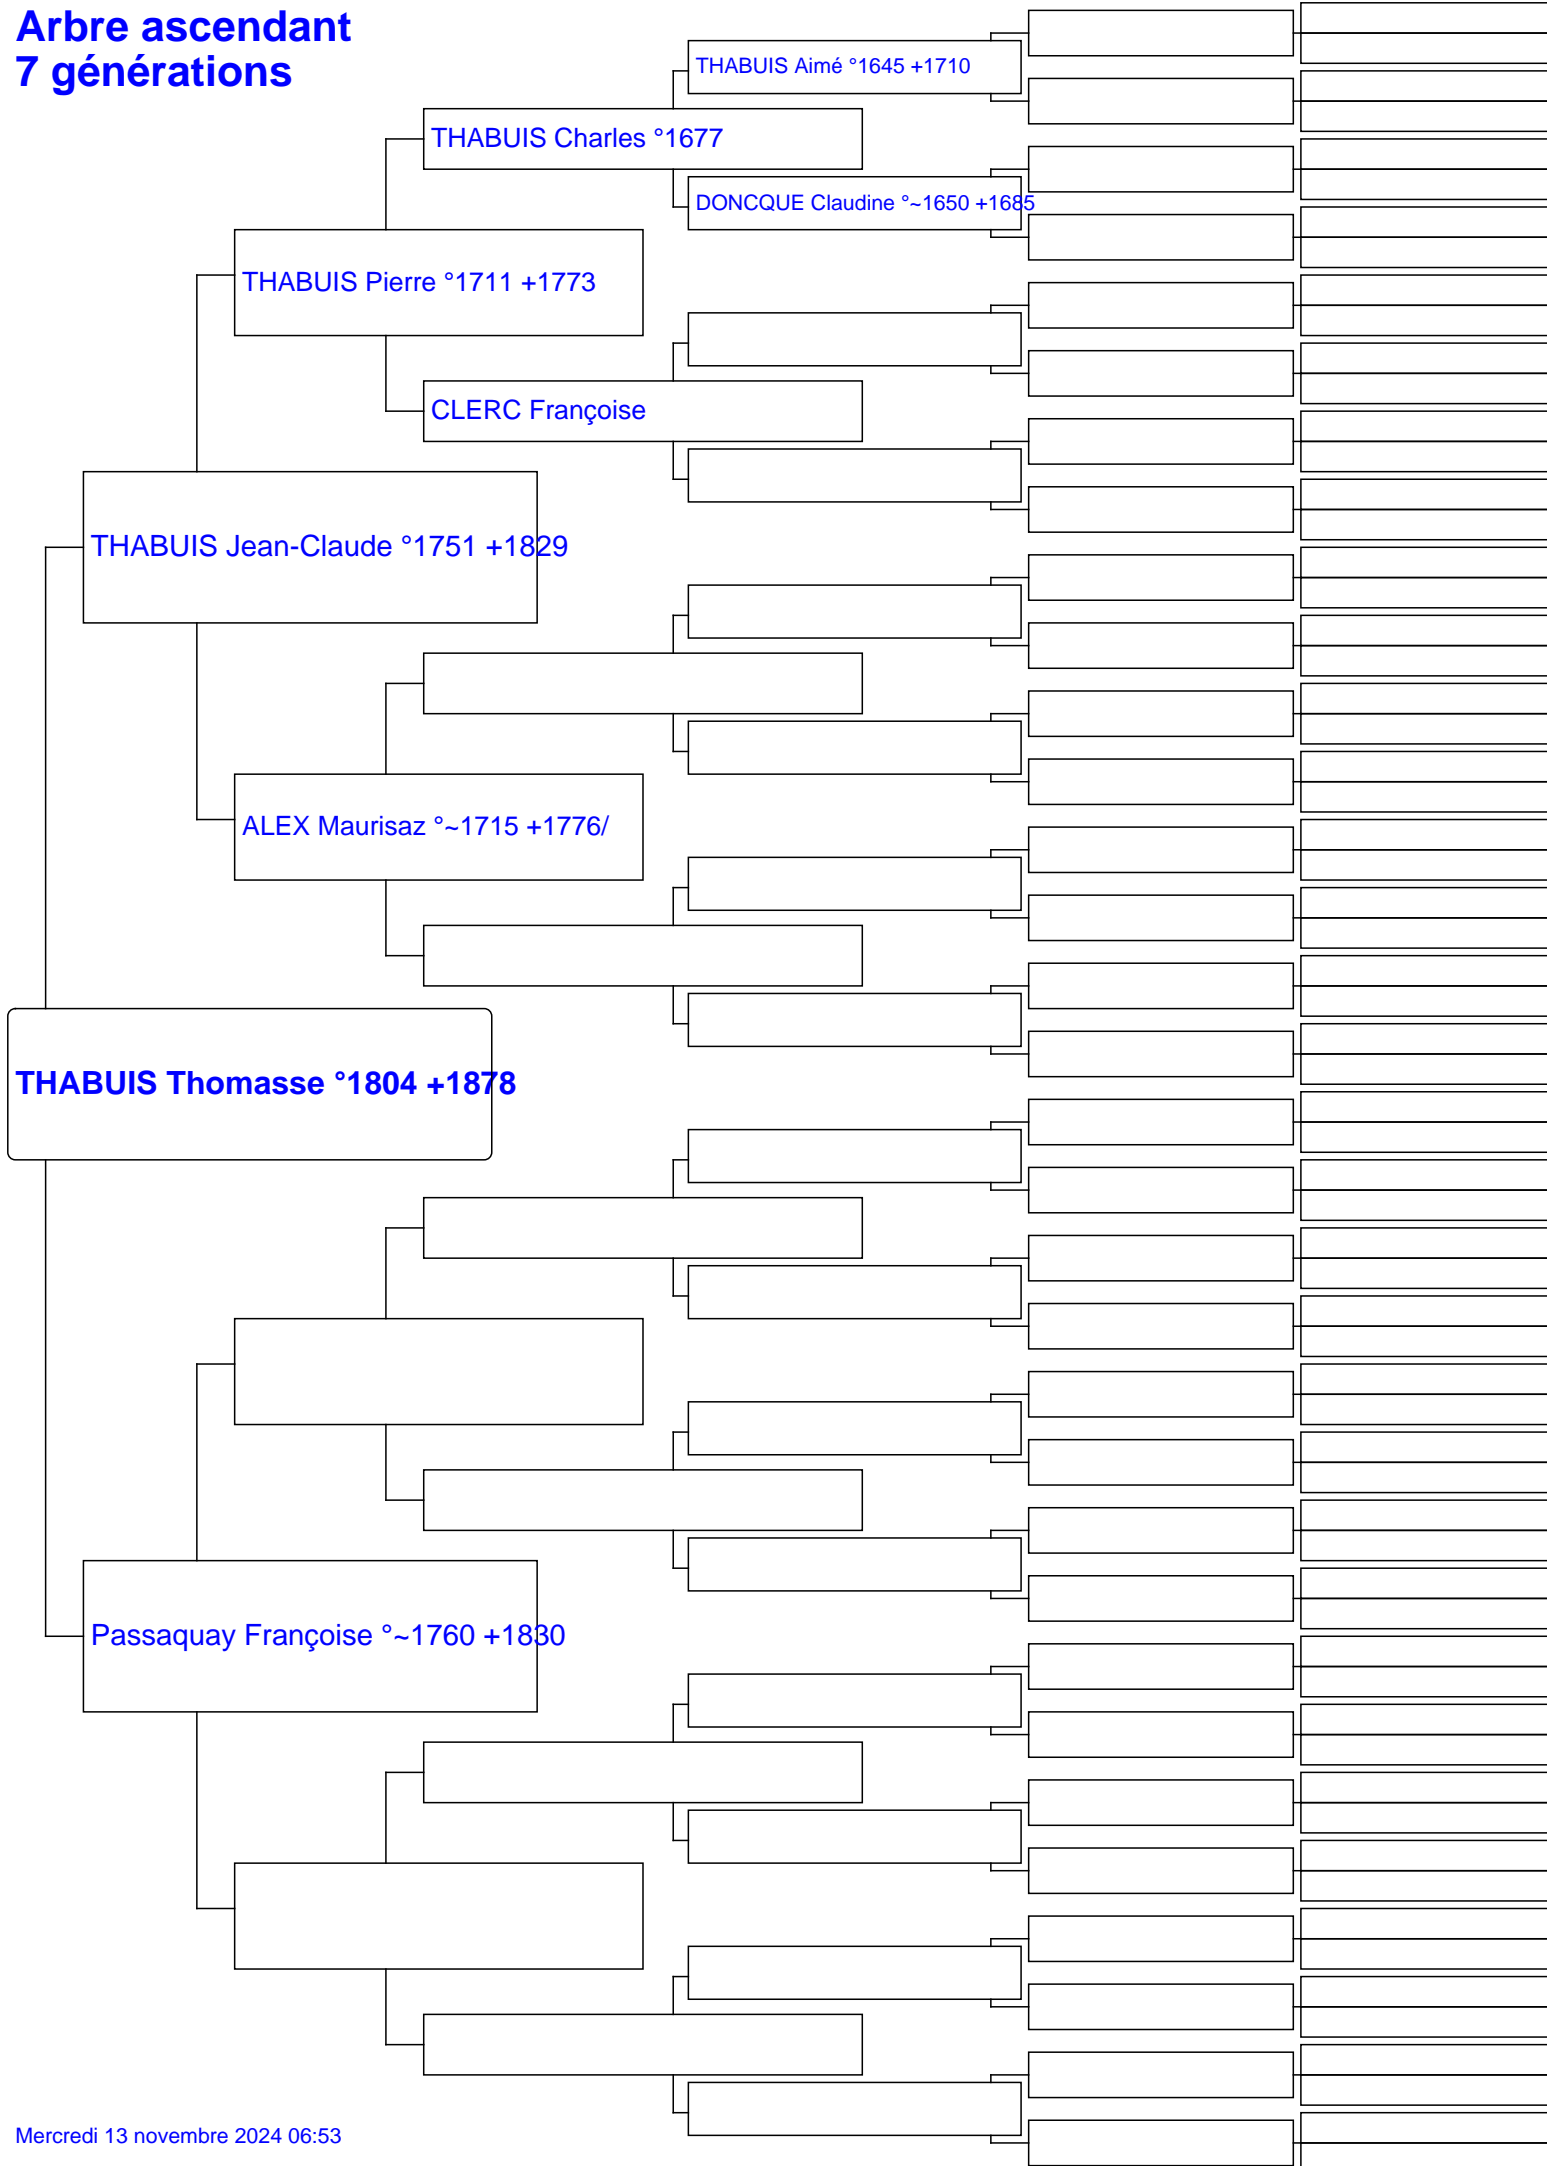 Arbre ascendant
7 générations
THABUIS Aimé °1645 +1710
THABUIS Charles °1677
DONCQUE Claudine °~1650 +1685
THABUIS Pierre °1711 +1773
CLERC Françoise
THABUIS Jean-Claude °1751 +1829
ALEX Maurisaz °~1715 +1776/
THABUIS Thomasse °1804 +1878
Passaquay Françoise °~1760 +1830
Mercredi 13 novembre 2024 06:53